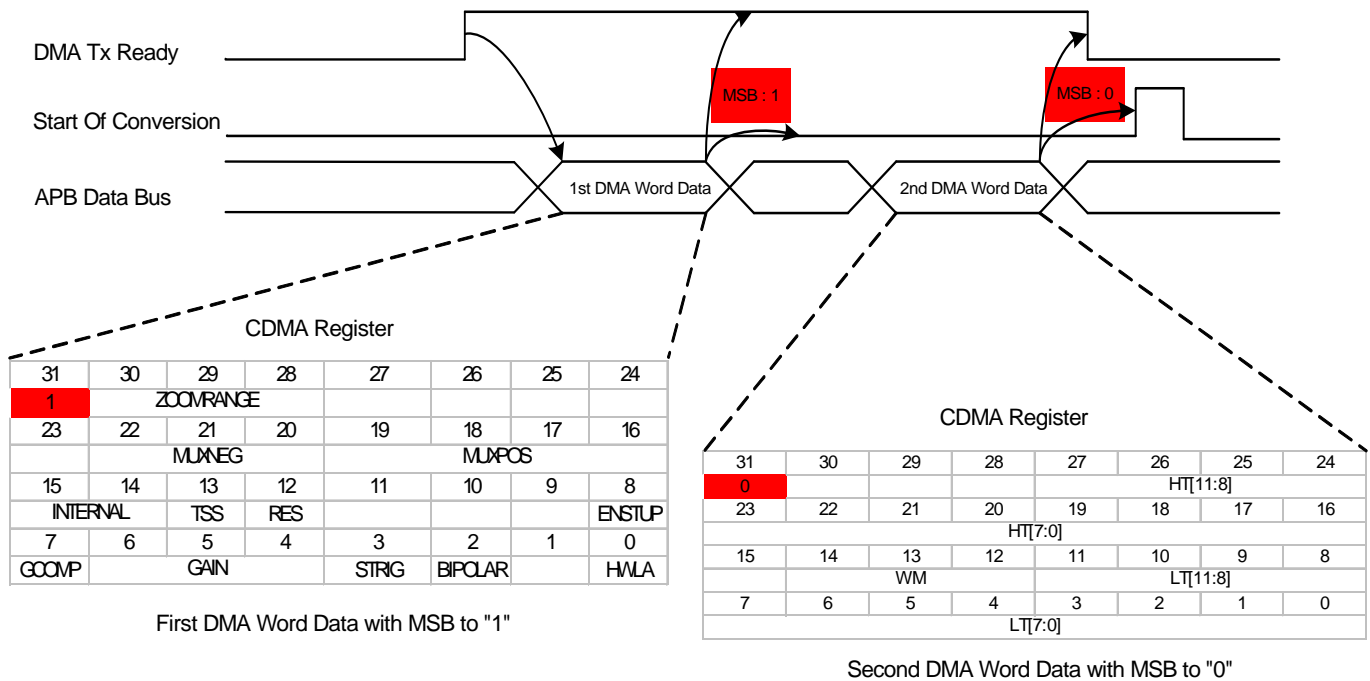 DMA Tx Ready
MSB : 1
MSB : 0
Start Of Conversion
APB Data Bus
1st DMA Word Data
2nd DMA Word Data
CDMA Register
31 30 29 28 27 26 25 24
1 ZOOMRANGE
23 22 21 20 19 18 17 16
MUXNEG MUXPOS
15 14 13 12 11 10 9 8
INTERNAL TSS RES ENSTUP
7 6 5 4 3 2 1 0
GCOMP GAIN STRIG BIPOLAR HWLA
First DMA Word Data with MSB to "1"
CDMA Register
31 30 29 28 27 26 25 24
0 HT[11:8]
23 22 21 20 19 18 17 16
HT[7:0]
15 14 13 12 11 10 9 8
WM LT[11:8]
7 6 5 4 3 2 1 0
LT[7:0]
Second DMA Word Data with MSB to "0"